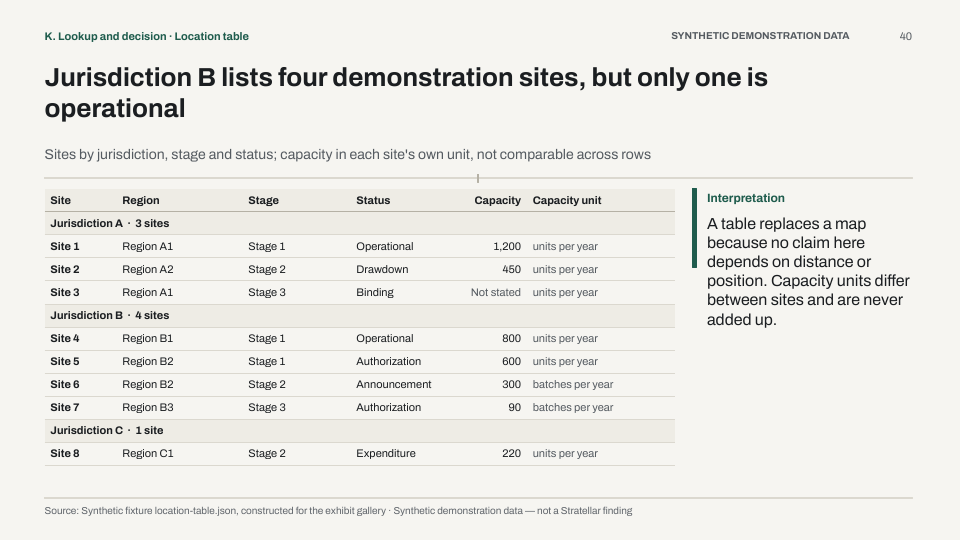 K. Lookup and decision · Location table
SYNTHETIC DEMONSTRATION DATA
40
Jurisdiction B lists four demonstration sites, but only one is
operational
Sites by jurisdiction, stage and status; capacity in each site's own unit, not comparable across rows
Site Region Stage Status Capacity Capacity unit
Jurisdiction A · 3 sites
Site 1 Region A1 Stage 1 Operational 1,200 units per year
Site 2 Region A2 Stage 2 Drawdown 450 units per year
Site 3 Region A1 Stage 3 Binding Not stated units per year
Jurisdiction B · 4 sites
Site 4 Region B1 Stage 1 Operational 800 units per year
Site 5 Region B2 Stage 1 Authorization 600 units per year
Site 6 Region B2 Stage 2 Announcement 300 batches per year
Site 7 Region B3 Stage 3 Authorization 90 batches per year
Jurisdiction C · 1 site
Site 8 Region C1 Stage 2 Expenditure 220 units per year
Interpretation
A table replaces a map
because no claim here
depends on distance or
position. Capacity units differ
between sites and are never
added up.
Source: Synthetic fixture location-table.json, constructed for the exhibit gallery · Synthetic demonstration data — not a Stratellar finding